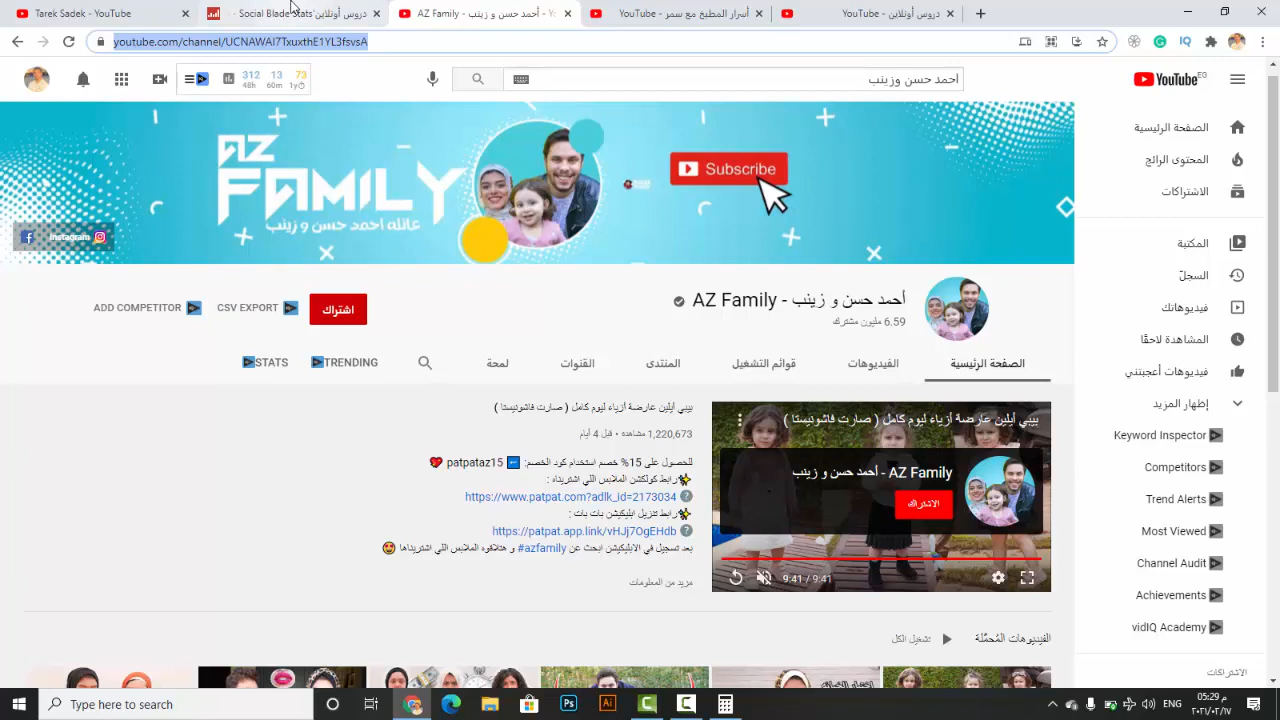 Tarek Sadek - YouTube
دروس أونلاين - Social Blade Stats
AZ Family - أحمد حسن و زينب - Yo
أسرار المطبخ مع سمر - YouTube
دروس أونلاين - YouTube
youtube.com/channel/UCNAWAI7TxuxthE1YL3fsvsA
312 13 73
48h 60m 1y
احمد حسن وزينب
YouTube EG
AZ
FAMILY
عائلة احمد حسن و زينب
Subscribe
Instagram
الصفحة الرئيسية
المحتوى الرائج
الاشتراكات
المكتبة
السجلّ
فيديوهاتك
المشاهدة لاحقًا
فيديوهات أعجبتني
إظهار المزيد
Keyword Inspector
Competitors
Trend Alerts
Most Viewed
Channel Audit
Achievements
vidIQ Academy
الاشتراكات
أحمد حسن و زينب - AZ Family
6.59 مليون مشترك
اشتراك
CSV EXPORT
ADD COMPETITOR
الصفحة الرئيسية
الفيديوهات
قوائم التشغيل
المنتدى
القنوات
لمحة
TRENDING
STATS
بيبي أيلين عارضة أزياء ليوم كامل ( صارت فاشونيستا )
أحمد حسن و زينب - AZ Family
الاشتراك
9:41 / 9:41
بيبي أيلين عارضة أزياء ليوم كامل ( صارت فاشونيستا )
1,220,673 مشاهدة • قبل 4 أيام
للحصول على 15% خصم استخدام كود الخصم: patpataz15
رابط كولكشن الملابس اللي اشتريناه :
https://www.patpat.com?adlk_id=2173034
رابط تنزيل ابليكيشن بات بات :
https://patpat.app.link/vHJj7OgEHdb
بعد تسجيل في الابليكيشن ابحث عن #azfamily و هتلاقوه الملابس اللي اشتريناها
مزيد من المعلومات
الفيديوهات المُحمَّلة
تشغيل الكل
Type here to search
ENG
05:29 م
٢٠٢١/٠٢/١٧